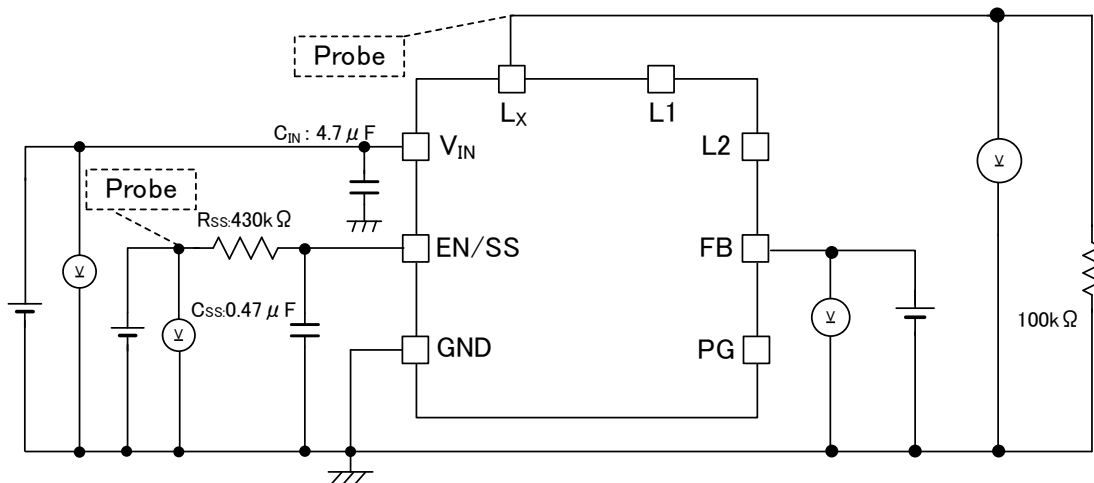 Probe
Lx
L1
CIN : 4.7μF
VIN
L2
Probe
RSS:430kΩ
EN/SS
FB
V
V
CSS:0.47μF
V
V
GND
PG
100kΩ